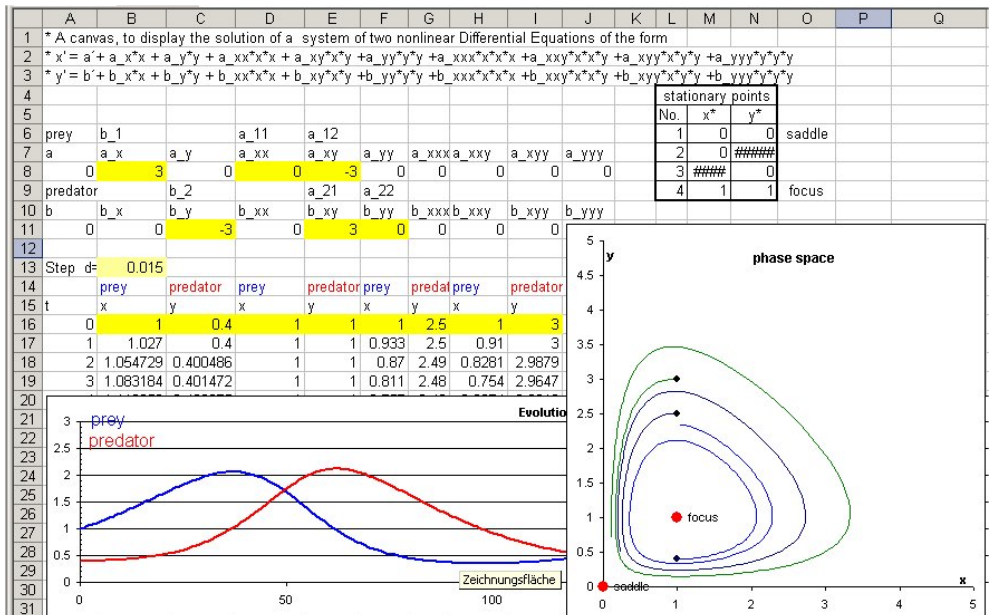 A B C D E F G H I J K L M N O P Q
1 * A canvas, to display the solution of a system of two nonlinear Differential Equations of the form
2 * x' = a´+ a_x*x + a_y*y + a_xx*x*x + a_xy*x*y +a_yy*y*y +a_xxx*x*x*x +a_xxy*x*x*y +a_xyy*x*y*y +a_yyy*y*y*y
3 * y' = b´+ b_x*x + b_y*y + b_xx*x*x + b_xy*x*y +b_yy*y*y +b_xxx*x*x*x +b_xxy*x*x*y +b_xyy*x*y*y +b_yyy*y*y*y
4 stationary points
5 No. x* y*
6 prey b_1 a_11 a_12 1 0 0 saddle
7 a a_x a_y a_xx a_xy a_yy a_xxx a_xxy a_xyy a_yyy 2 0 #####
8 0 3 0 0 -3 0 0 0 0 0 3 #### 0
9 predator b_2 a_21 a_22 4 1 1 focus
10 b b_x b_y b_xx b_xy b_yy b_xxx b_xxy b_xyy b_yyy
11 0 0 -3 0 3 0 0 0 0 0
12
13 Step d= 0.015
14 prey predator prey predator prey predat prey predator
15 t x y x y x y x y
16 0 1 0.4 1 1 1 2.5 1 3
17 1 1.027 0.4 1 1 0.933 2.5 0.91 3
18 2 1.054729 0.400486 1 1 0.87 2.49 0.8281 2.9879
19 3 1.083184 0.401472 1 1 0.811 2.48 0.754 2.9647
20
21
22
23
24
25
26
27
28
29
30
31
Evolutio
prey
predator
3
2.5
2
1.5
1
0.5
0
0 50 100
Zeichnungsfläche
phase space
y
5
4.5
4
3.5
3
2.5
2
1.5
1
0.5
0
focus
saddle
x
0 1 2 3 4 5